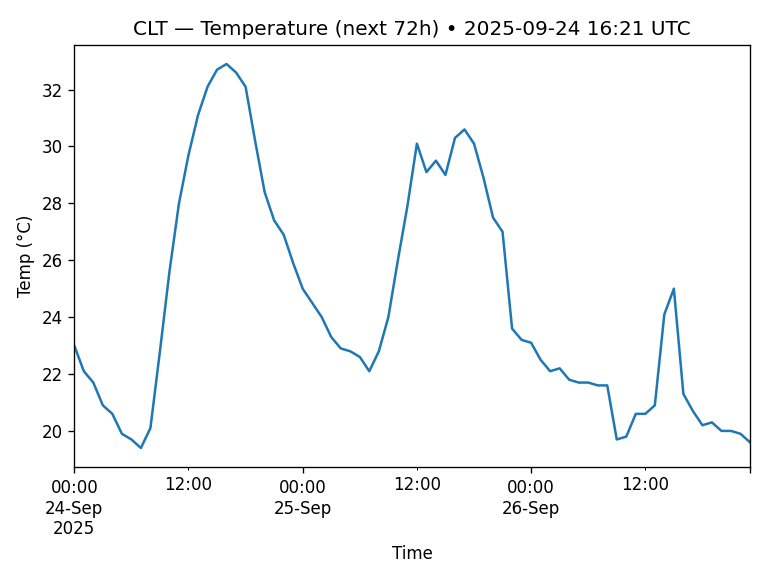 CLT — Temperature (next 72h) • 2025-09-24 16:21 UTC
Temp (°C)
32
30
28
26
24
22
20
00:00 12:00 00:00 12:00 00:00 12:00
24-Sep 25-Sep 26-Sep
2025
Time